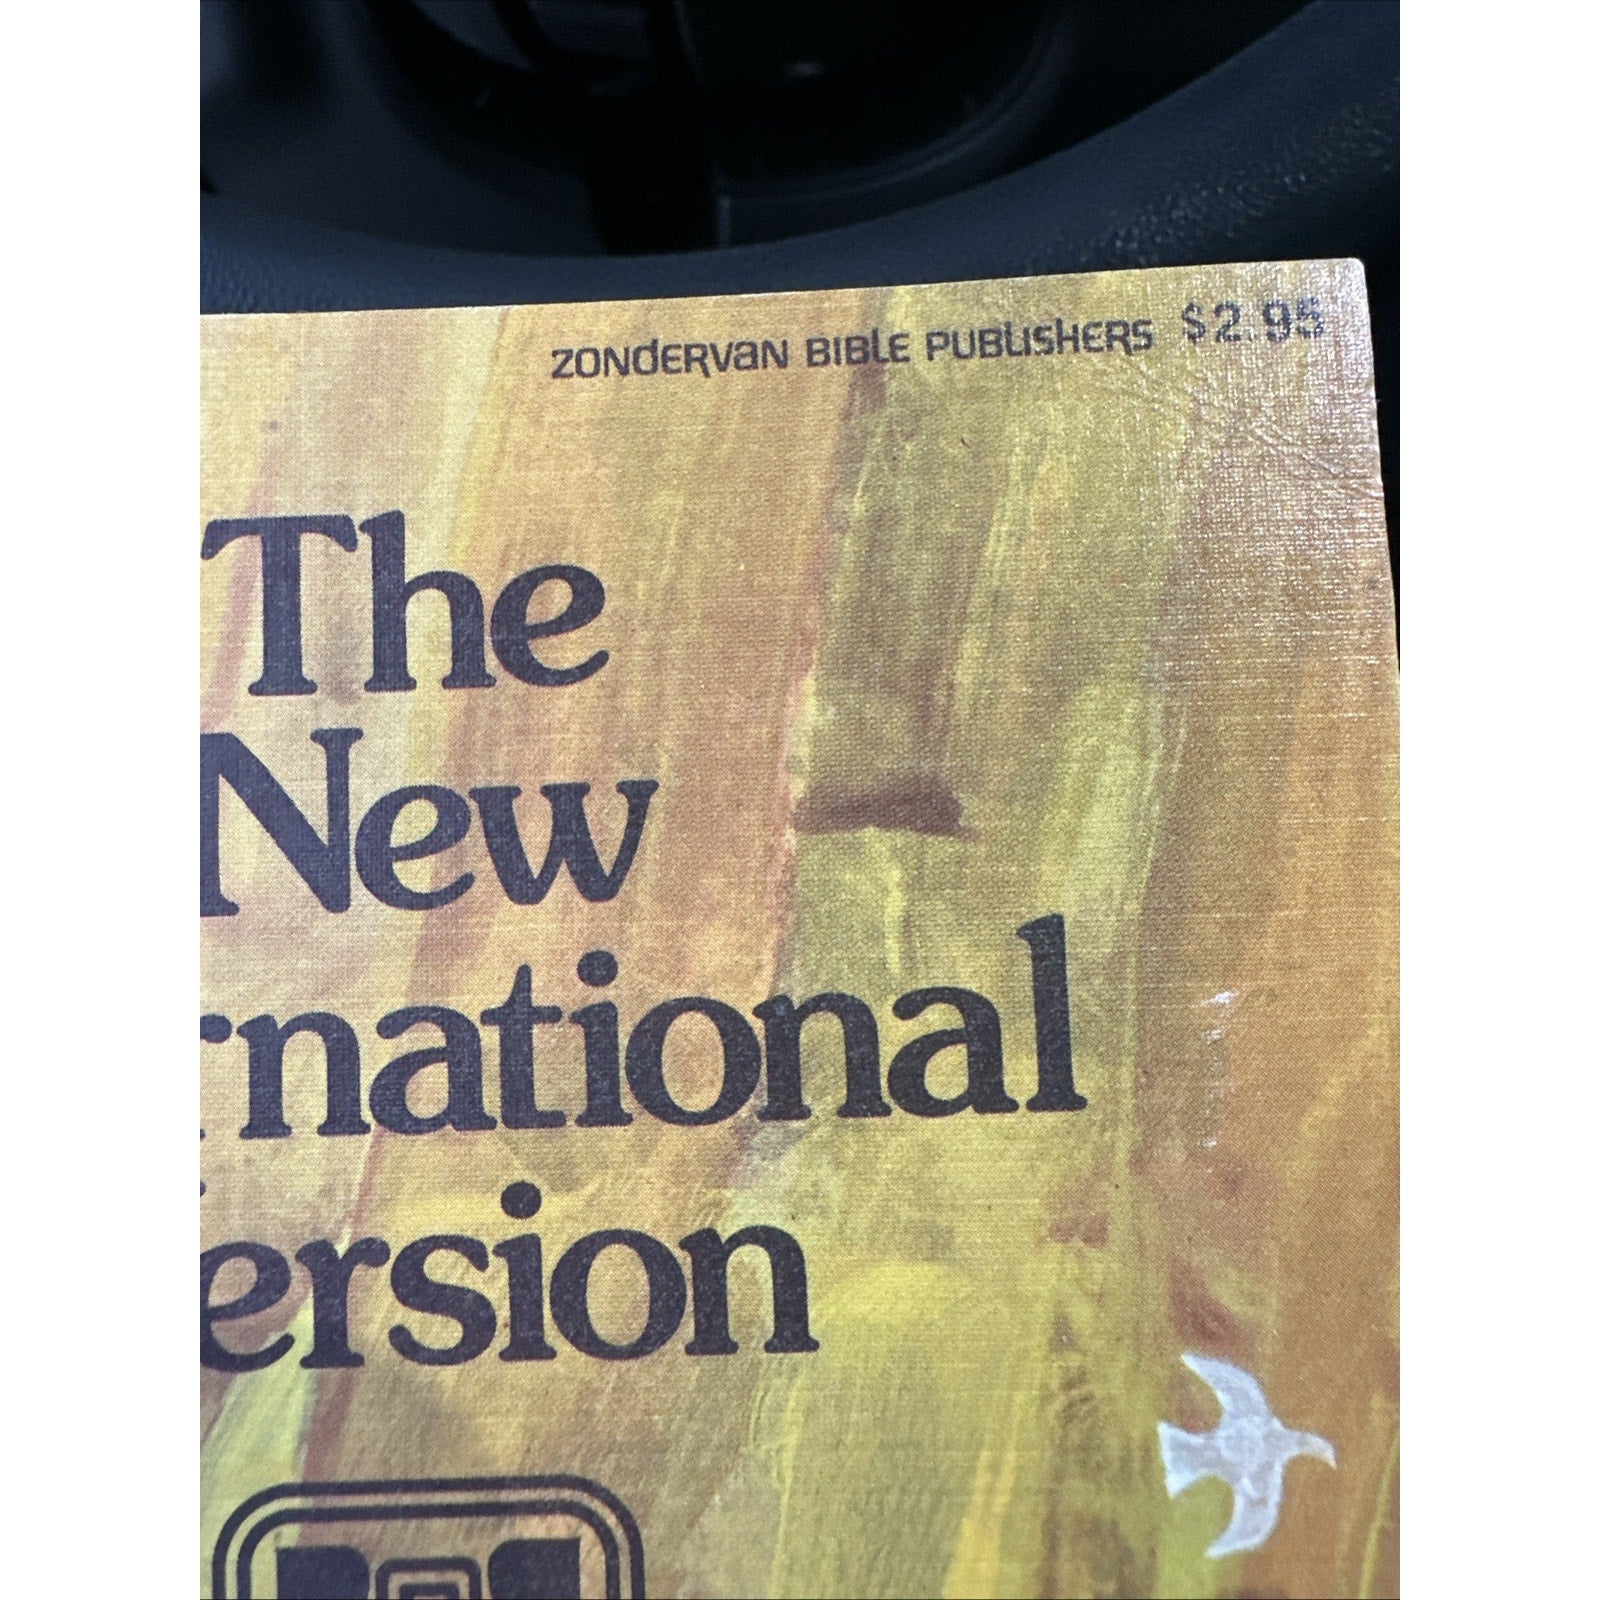 ZONDERVAN BIBLE PUBLISHERS $2.95
The
New
rnational
ersion